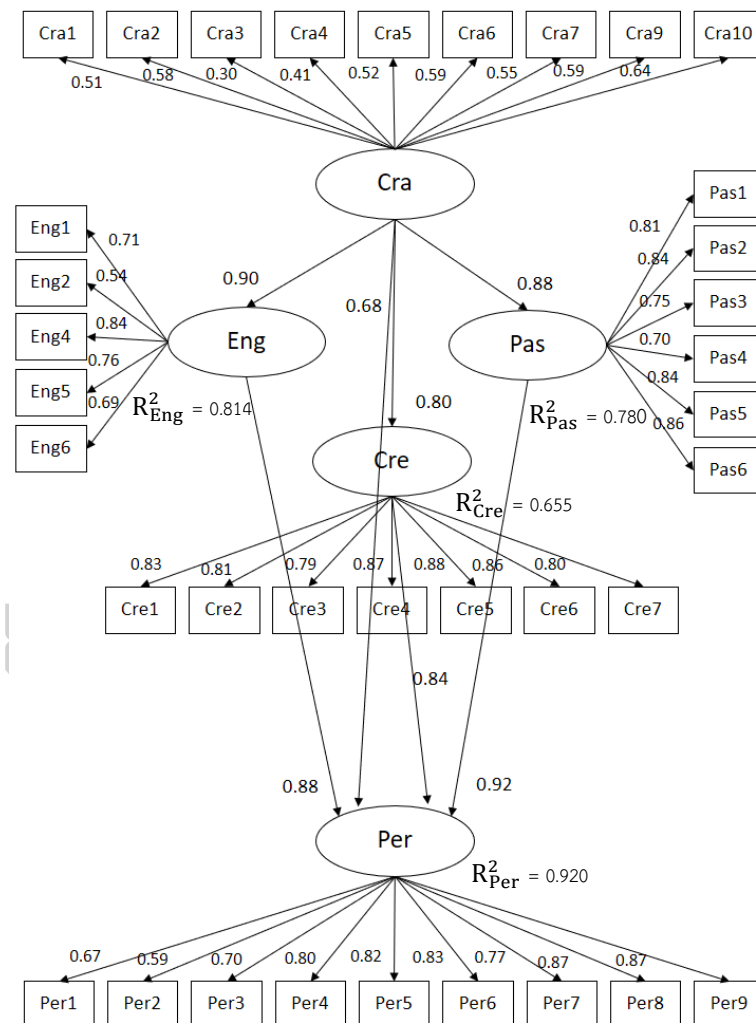 Cra1 Cra2 Cra3 Cra4 Cra5 Cra6 Cra7 Cra9 Cra10
0.51 0.58 0.30 0.41 0.52 0.59 0.55 0.59 0.64
Cra
Eng1
Eng2
Eng4
Eng5
Eng6
0.71
0.54
0.84
0.76
0.69
Pas1
Pas2
Pas3
Pas4
Pas5
Pas6
0.81
0.84
0.75
0.70
0.84
0.86
0.90
0.68
0.88
0.80
Eng
Pas
R²Eng = 0.814
R²Pas = 0.780
Cre
R²Cre = 0.655
0.83 0.81 0.79 0.87 0.88 0.86 0.80
Cre1 Cre2 Cre3 Cre4 Cre5 Cre6 Cre7
0.84
0.88
0.92
Per
R²Per = 0.920
0.67 0.59 0.70 0.80 0.82 0.83 0.77 0.87 0.87
Per1 Per2 Per3 Per4 Per5 Per6 Per7 Per8 Per9